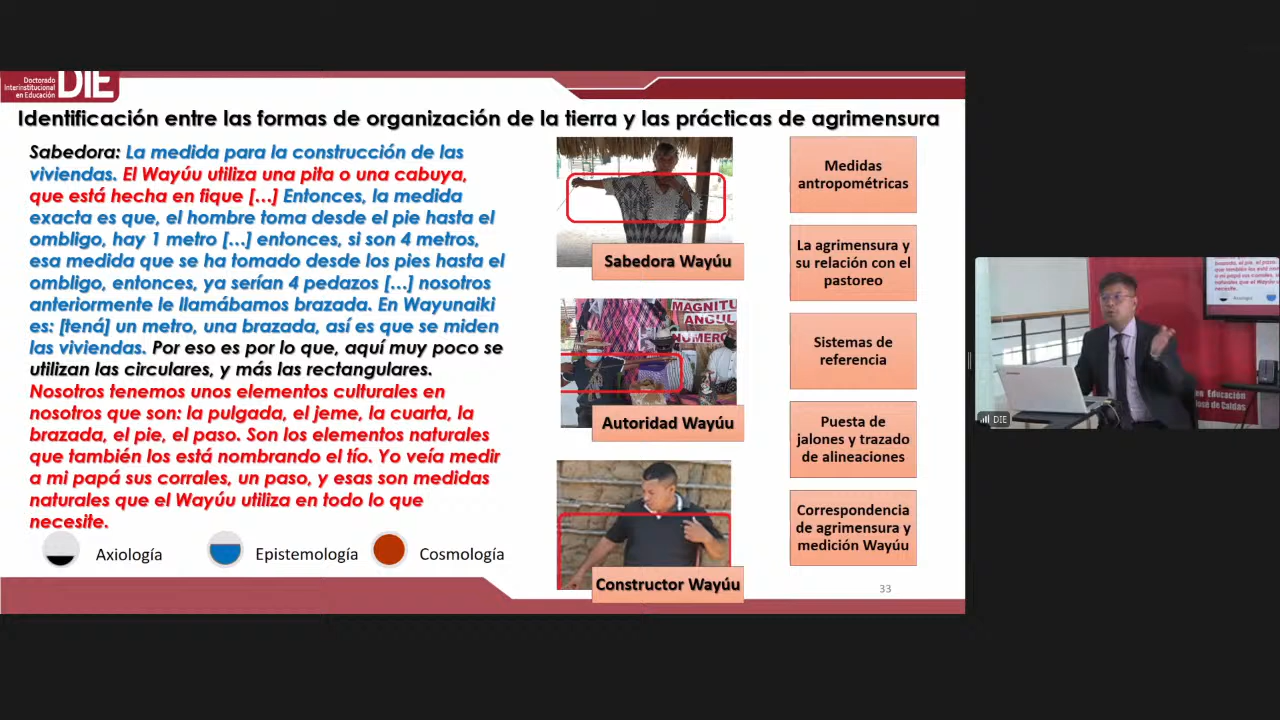 Doctorado
Interinstitucional
en Educación
DIE
Identificación entre las formas de organización de la tierra y las prácticas de agrimensura
Sabedora: La medida para la construcción de las
viviendas. El Wayúu utiliza una pita o una cabuya,
que está hecha en fique [...] Entonces, la medida
exacta es que, el hombre toma desde el pie hasta el
ombligo, hay 1 metro [...] entonces, si son 4 metros,
esa medida que se ha tomado desde los pies hasta el
ombligo, entonces, ya serían 4 pedazos [...] nosotros
anteriormente le llamábamos brazada. En Wayunaiki
es: [tená] un metro, una brazada, así es que se miden
las viviendas. Por eso es por lo que, aquí muy poco se
utilizan las circulares, y más las rectangulares.
Nosotros tenemos unos elementos culturales en
nosotros que son: la pulgada, el jeme, la cuarta, la
brazada, el pie, el paso. Son los elementos naturales
que también los está nombrando el tío. Yo veía medir
a mi papá sus corrales, un paso, y esas son medidas
naturales que el Wayúu utiliza en todo lo que
necesite.
Axiología
Epistemología
Cosmología
Sabedora Wayúu
MAGNITU
ANGUL
NUMERO
Autoridad Wayúu
Constructor Wayúu
Medidas
antropométricas
La agrimensura y
su relación con el
pastoreo
Sistemas de
referencia
Puesta de
jalones y trazado
de alineaciones
Correspondencia
de agrimensura y
medición Wayúu
33
necesite.
en Educación
José de Caldas
DIE